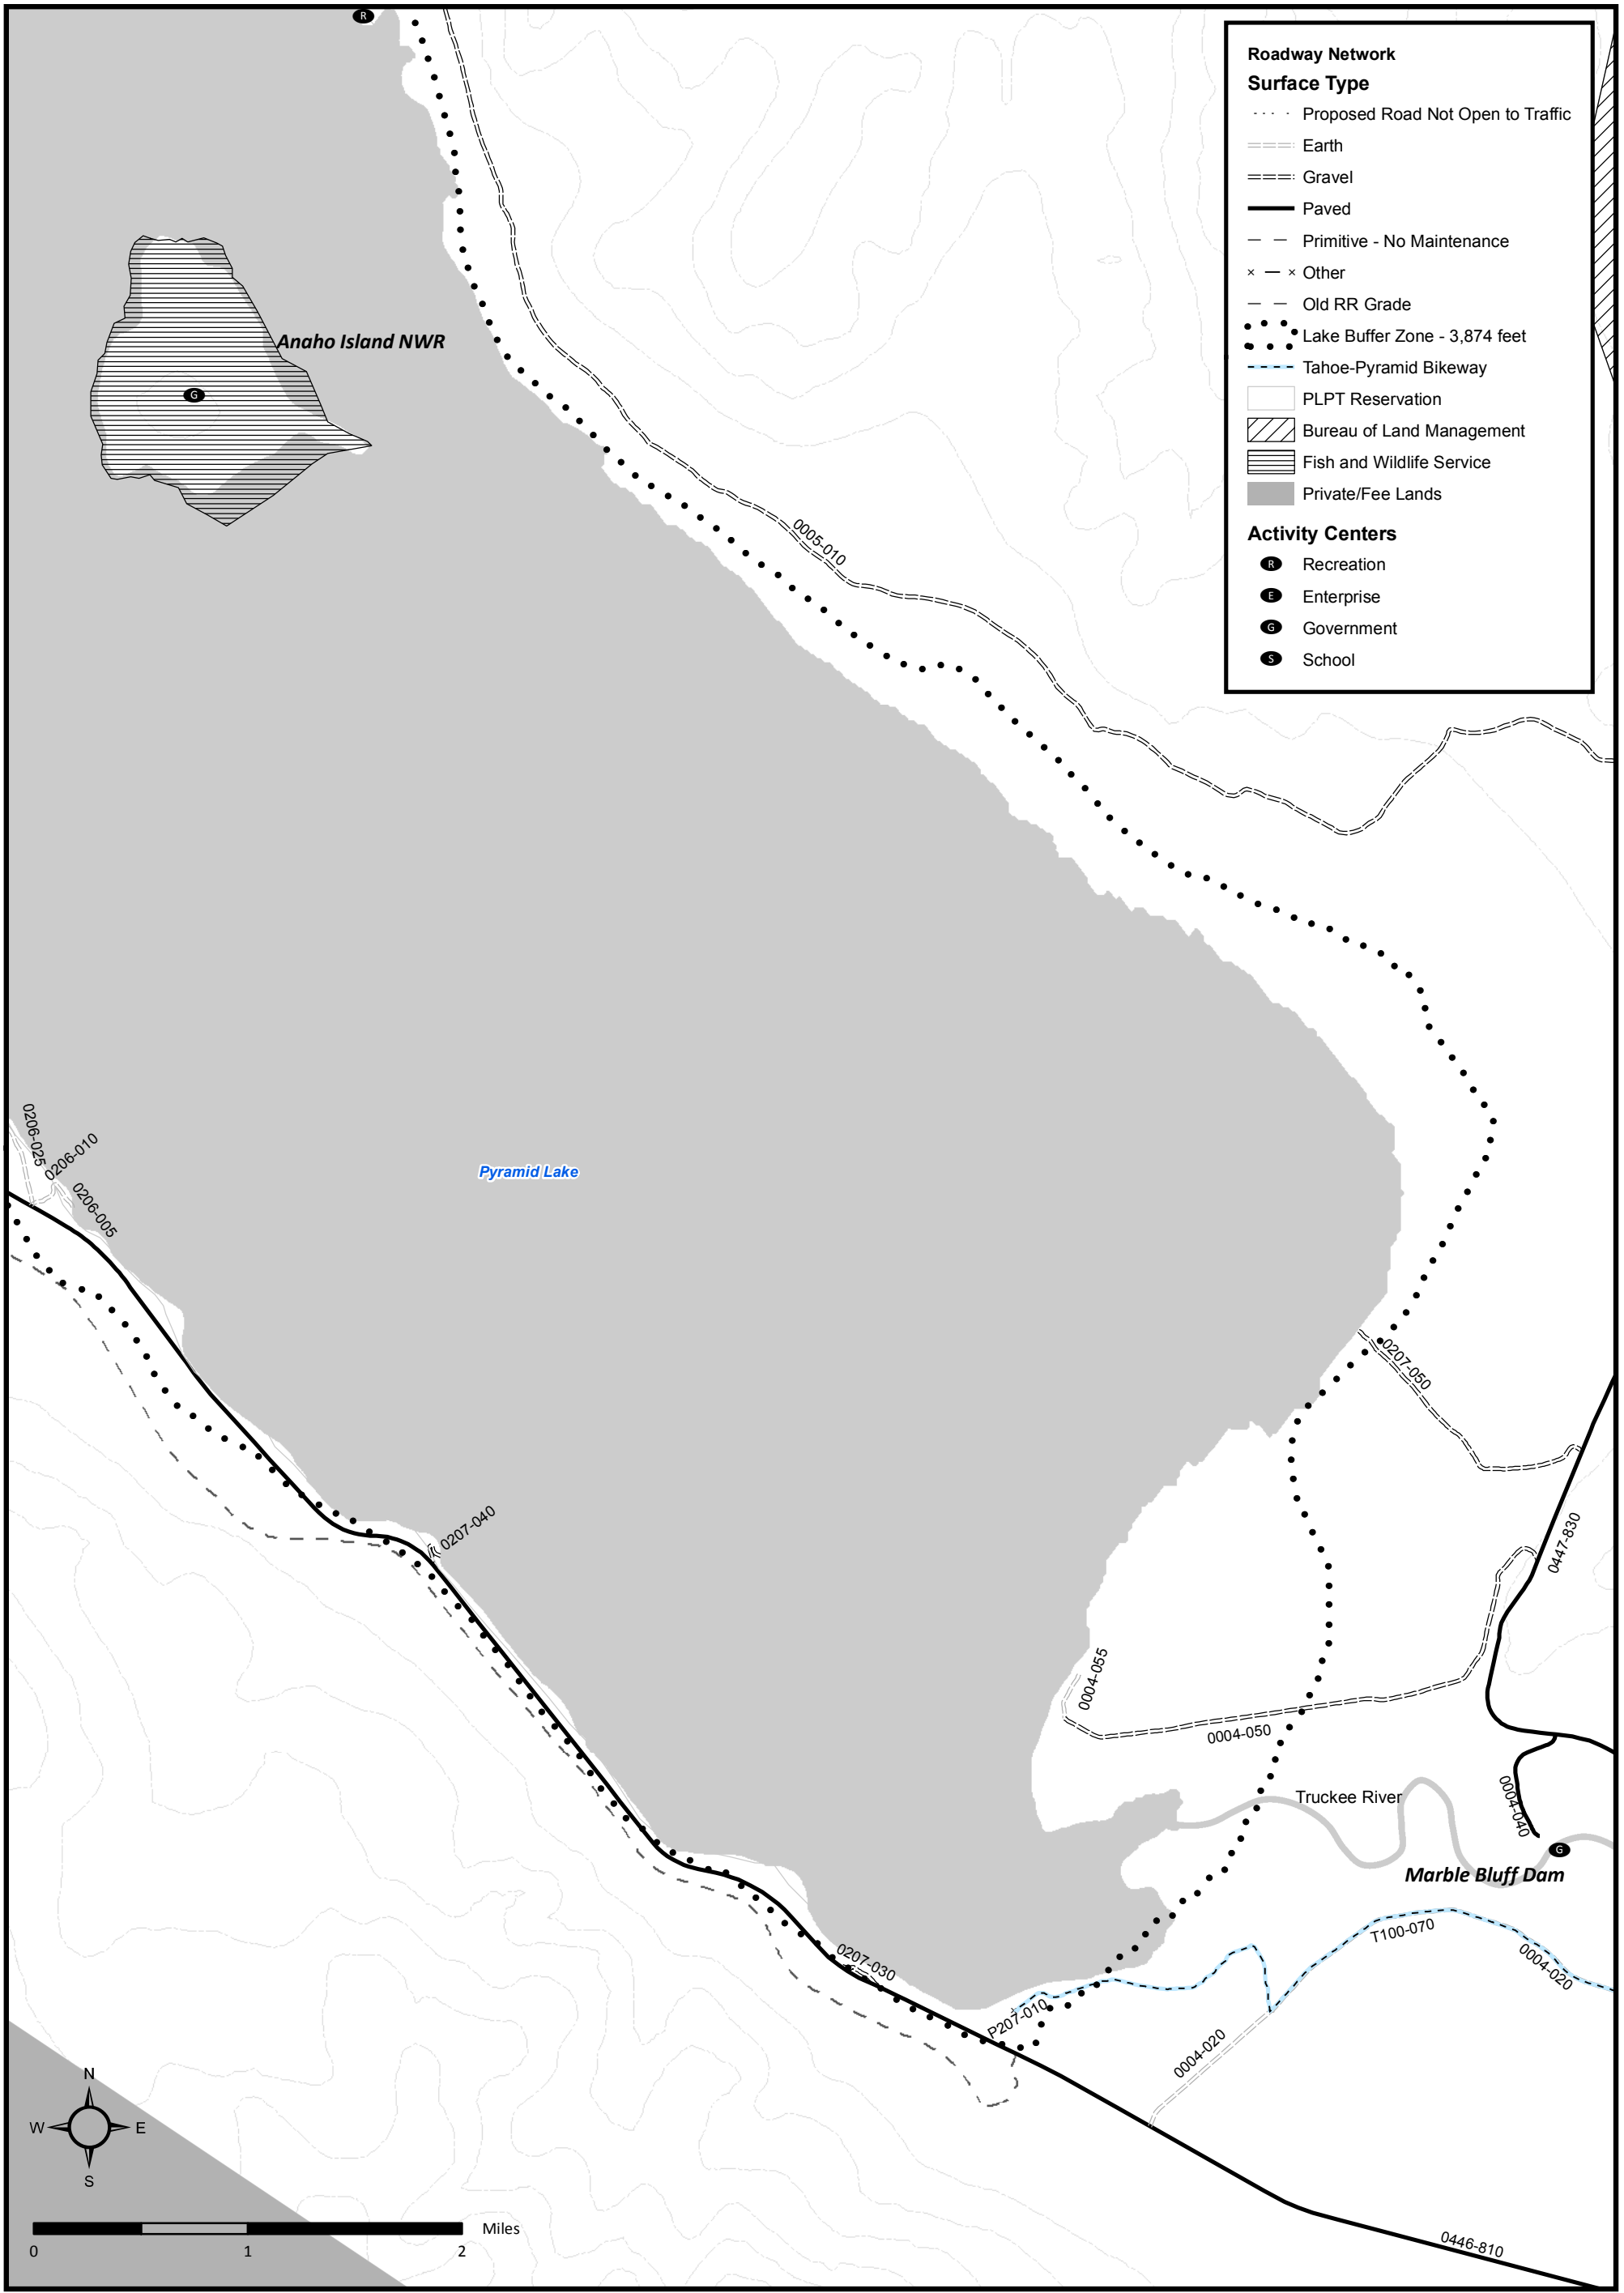 R
Roadway Network
Surface Type
Proposed Road Not Open to Traffic
Earth
Gravel
Paved
Primitive - No Maintenance
Other
Old RR Grade
Lake Buffer Zone - 3,874 feet
Tahoe-Pyramid Bikeway
PLPT Reservation
Bureau of Land Management
Fish and Wildlife Service
Private/Fee Lands
Activity Centers
R Recreation
E Enterprise
G Government
S School
Anaho Island NWR
G
0005-010
0206-025
0206-010
0206-005
Pyramid Lake
0207-050
0207-040
0447-830
0004-055
0004-050
Truckee River
0004-040
G
Marble Bluff Dam
T100-070
0004-020
0207-030
P207-010
0004-020
N
W E
S
Miles
0 1 2
0446-810